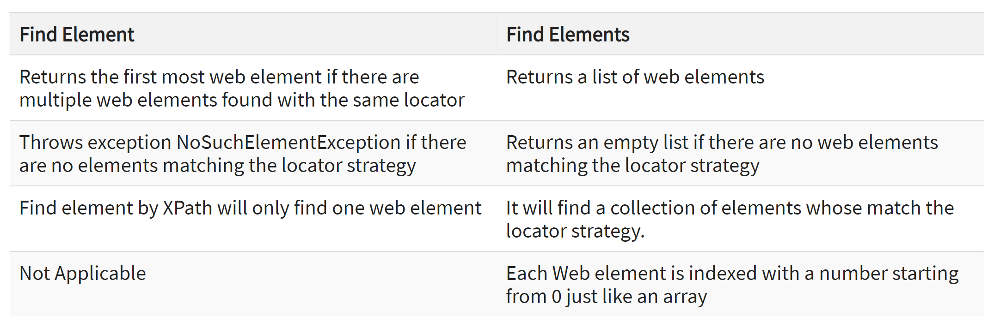 Find Element
Find Elements
Returns the first most web element if there are
multiple web elements found with the same locator
Returns a list of web elements
Throws exception NoSuchElementException if there
are no elements matching the locator strategy
Returns an empty list if there are no web elements
matching the locator strategy
Find element by XPath will only find one web element
It will find a collection of elements whose match the
locator strategy.
Not Applicable
Each Web element is indexed with a number starting
from 0 just like an array